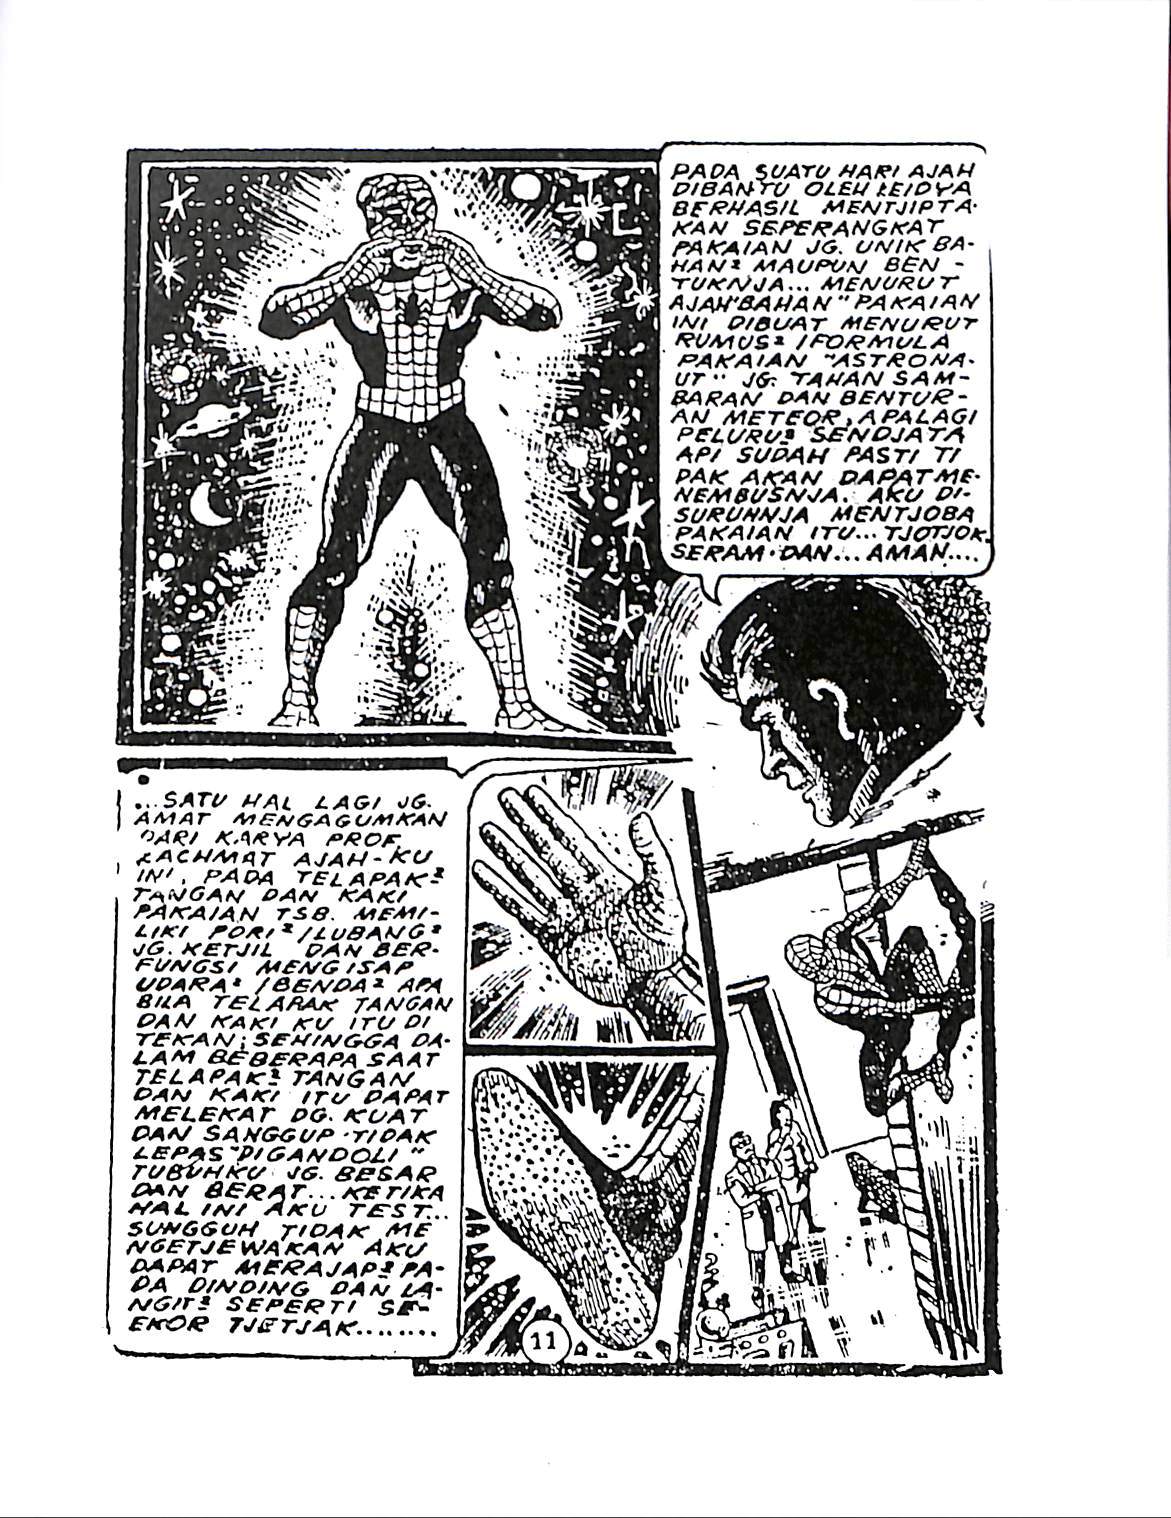 PADA SUATU HARI AJAH
DIBANTU OLEH LEIDYA
BERHASIL MENTJIPTA-
KAN SEPERANGKAT
PAKAIAN JG. UNIK BA-
HAN² MAUPUN BEN-
TUKNJA... MENURUT
AJAH"BAHAN" PAKAIAN
INI DIBUAT MENURUT
RUMUS² /FORMULA
PAKAIAN "ASTRONA-
UT" JG. TAHAN SAM-
BARAN DAN BENTUR-
AN METEOR, APALAGI
PELURU² SENDJATA
API SUDAH PASTI TI
DAK AKAN DAPAT ME-
NEMBUSNJA. AKU DI-
SURUHNJA MENTJOBA
PAKAIAN ITU... TJOTJOK.
SERAM. DAN... AMAN....
...SATU HAL LAGI JG.
AMAT MENGAGUMKAN
DARI KARYA PROF.
RACHMAT AJAH-KU
INI, PADA TELAPAK²
TANGAN DAN KAKI
PAKAIAN TSB. MEMI-
LIKI PORI² /LUBANG²
JG. KETJIL DAN BER-
FUNGSI MENGISAP
UDARA² /BENDA² APA
BILA TELAPAK TANGAN
DAN KAKI KU ITU DI
TEKAN; SEHINGGA DA-
LAM BEBERAPA SAAT
TELAPAK² TANGAN
DAN KAKI ITU DAPAT
MELEKAT DG. KUAT
DAN SANGGUP TIDAK
LEPAS "DIGANDOLI"
TUBUHKU JG. BESAR
DAN BERAT... KETIKA
HAL INI AKU TEST...
SUNGGUH TIDAK ME
NGETJEWAKAN AKU
DAPAT MERAJAP² PA-
DA DINDING DAN LA-
NGIT² SEPERTI SE-
EKOR TJETJAK........
11